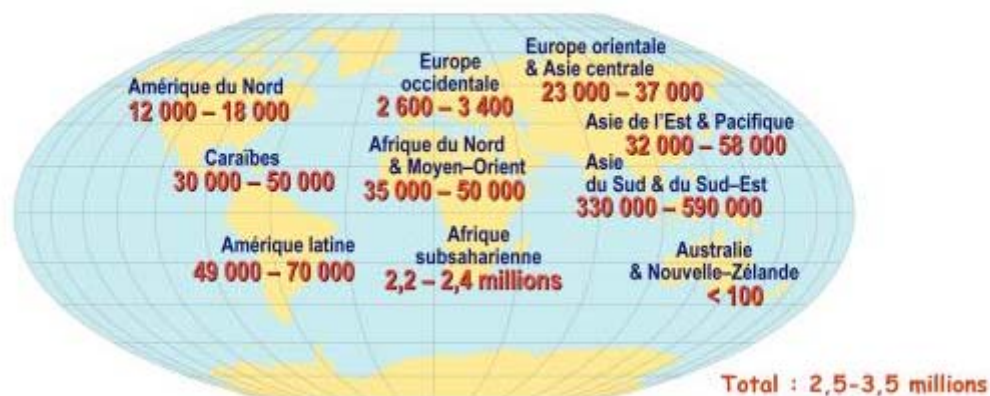 Amérique du Nord
12 000 – 18 000
Europe
occidentale
2 600 – 3 400
Europe orientale
& Asie centrale
23 000 – 37 000
Caraïbes
30 000 – 50 000
Afrique du Nord
& Moyen–Orient
35 000 – 50 000
Asie de l'Est & Pacifique
32 000 – 58 000
Asie
du Sud & du Sud–Est
330 000 – 590 000
Amérique latine
49 000 – 70 000
Afrique
subsaharienne
2,2 – 2,4 millions
Australie
& Nouvelle–Zélande
< 100
Total : 2,5-3,5 millions